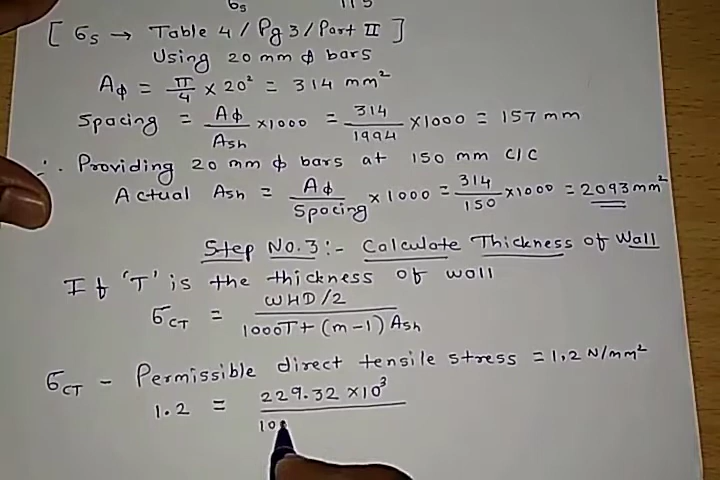 σs 115
[ σs → Table 4 / Pg 3 / Part II ]
Using 20 mm ϕ bars
Aϕ = π/4 × 20² = 314 mm²
Spacing = Aϕ/Ash ×1000 = 314/1994 ×1000 = 157 mm
∴ Providing 20 mm ϕ bars at 150 mm c/c
Actual Ash = Aϕ/Spacing × 1000 = 314/150 ×1000 = 2093 mm²
Step No.3:- Calculate Thickness of Wall
If 'T' is the thickness of wall
σCT = WHD/2 / 1000T + (m-1) Ash
σCT - Permissible direct tensile stress = 1.2 N/mm²
1.2 = 229.32 ×10³ / 100